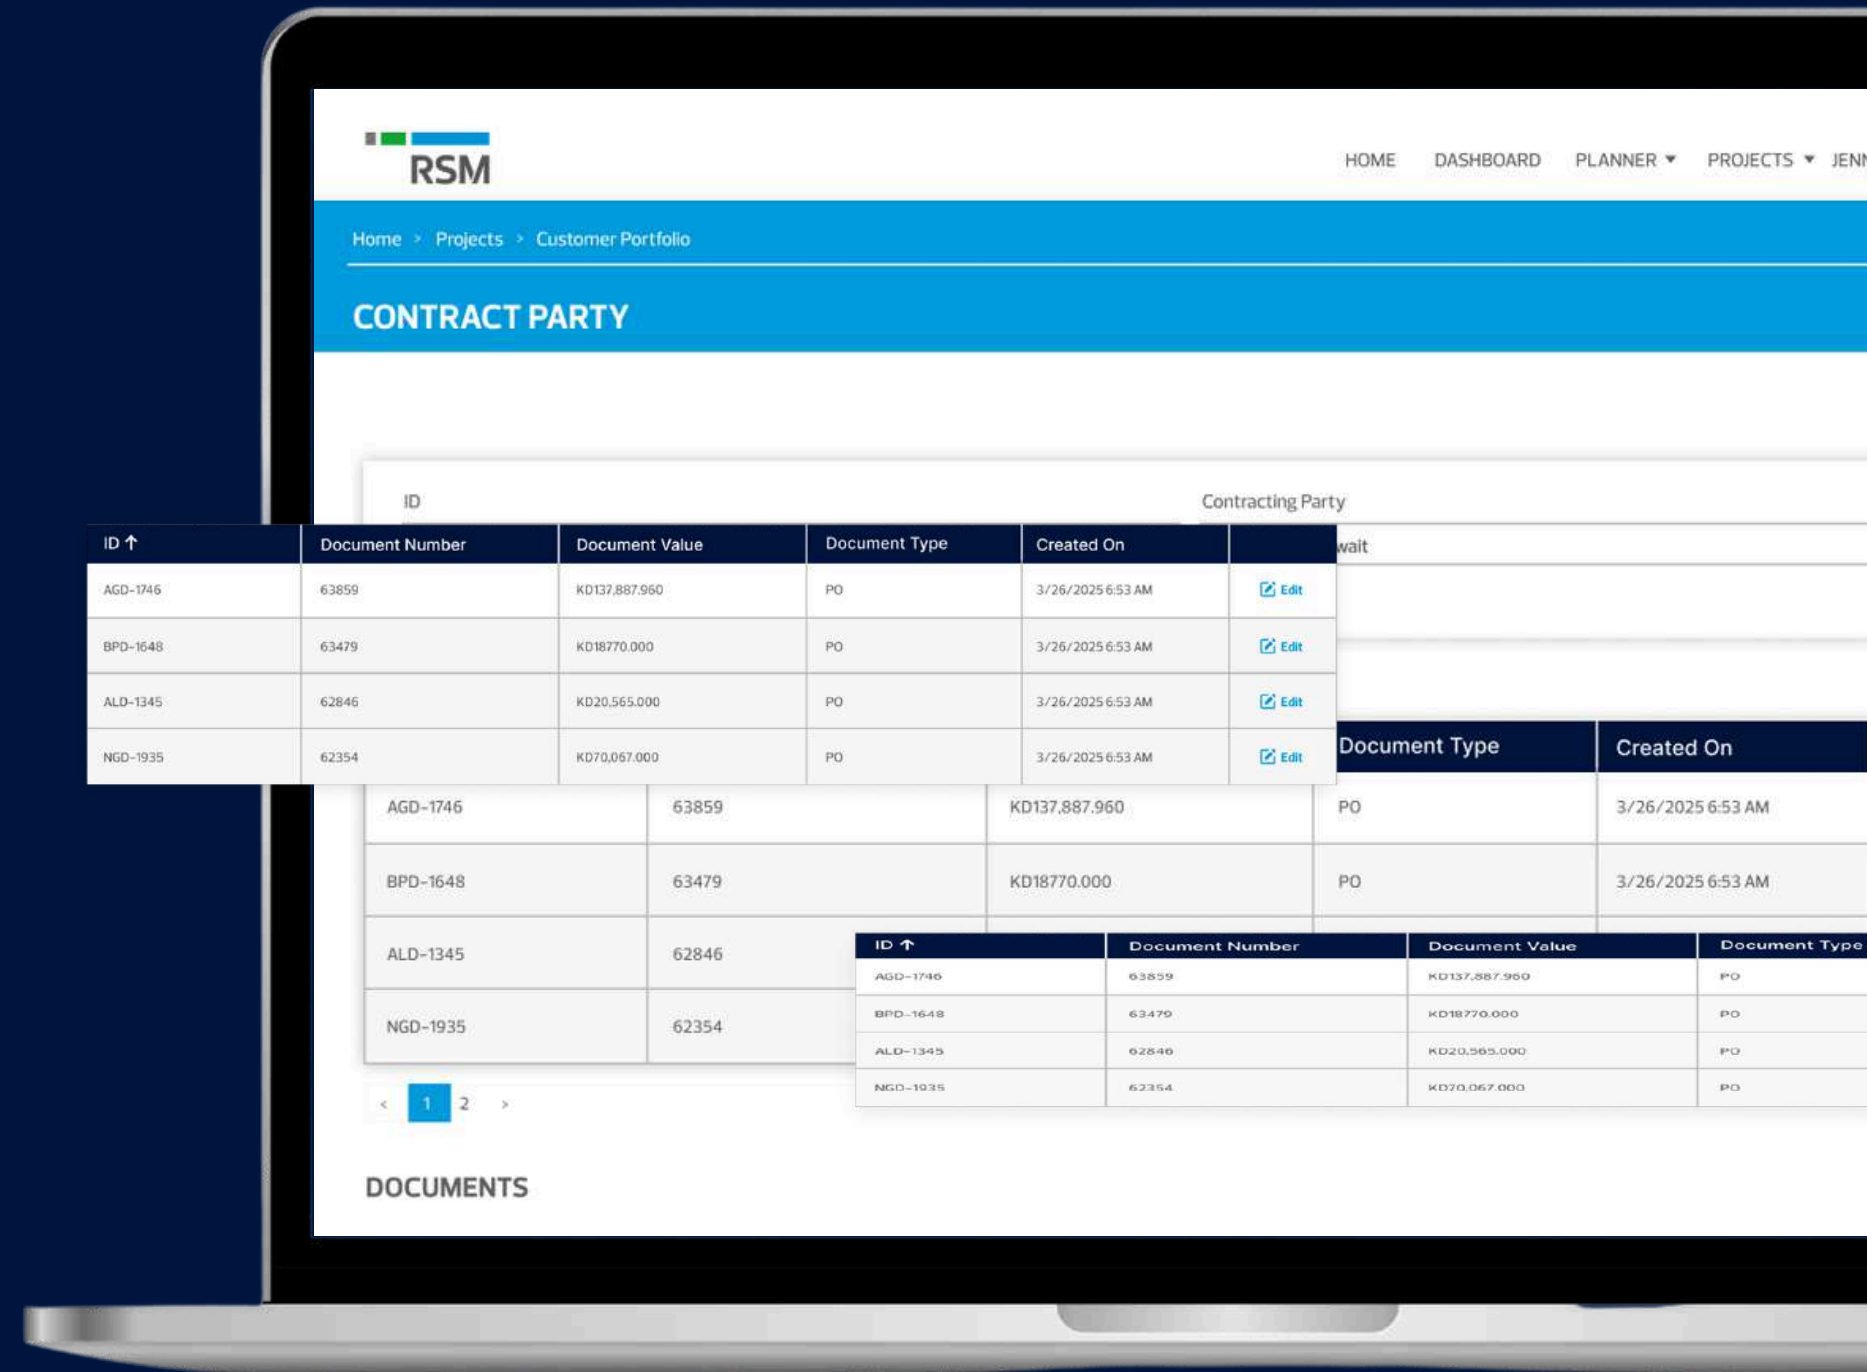 RSM
HOME DASHBOARD PLANNER PROJECTS
Home > Projects > Customer Portfolio
CONTRACT PARTY
ID Contracting Party
ID ↑ Document Number Document Value Document Type Created On
AGD-1746 63859 KD137,887.960 PO 3/26/2025 6:53 AM Edit
BPD-1648 63479 KD18770.000 PO 3/26/2025 6:53 AM Edit
ALD-1345 62846 KD20,565.000 PO 3/26/2025 6:53 AM Edit
NGD-1935 62354 KD70,067.000 PO 3/26/2025 6:53 AM Edit
Document Type Created On
AGD-1746 63859 KD137,887.960 PO 3/26/2025 6:53 AM
BPD-1648 63479 KD18770.000 PO 3/26/2025 6:53 AM
ALD-1345 62846
NGD-1935 62354
ID ↑ Document Number Document Value Document Type
AGD-1746 63859 KD137,887.960 PO
BPD-1648 63479 KD18770.000 PO
ALD-1345 62846 KD20,565.000 PO
NGD-1935 62354 KD70,067.000 PO
< 1 2 >
DOCUMENTS